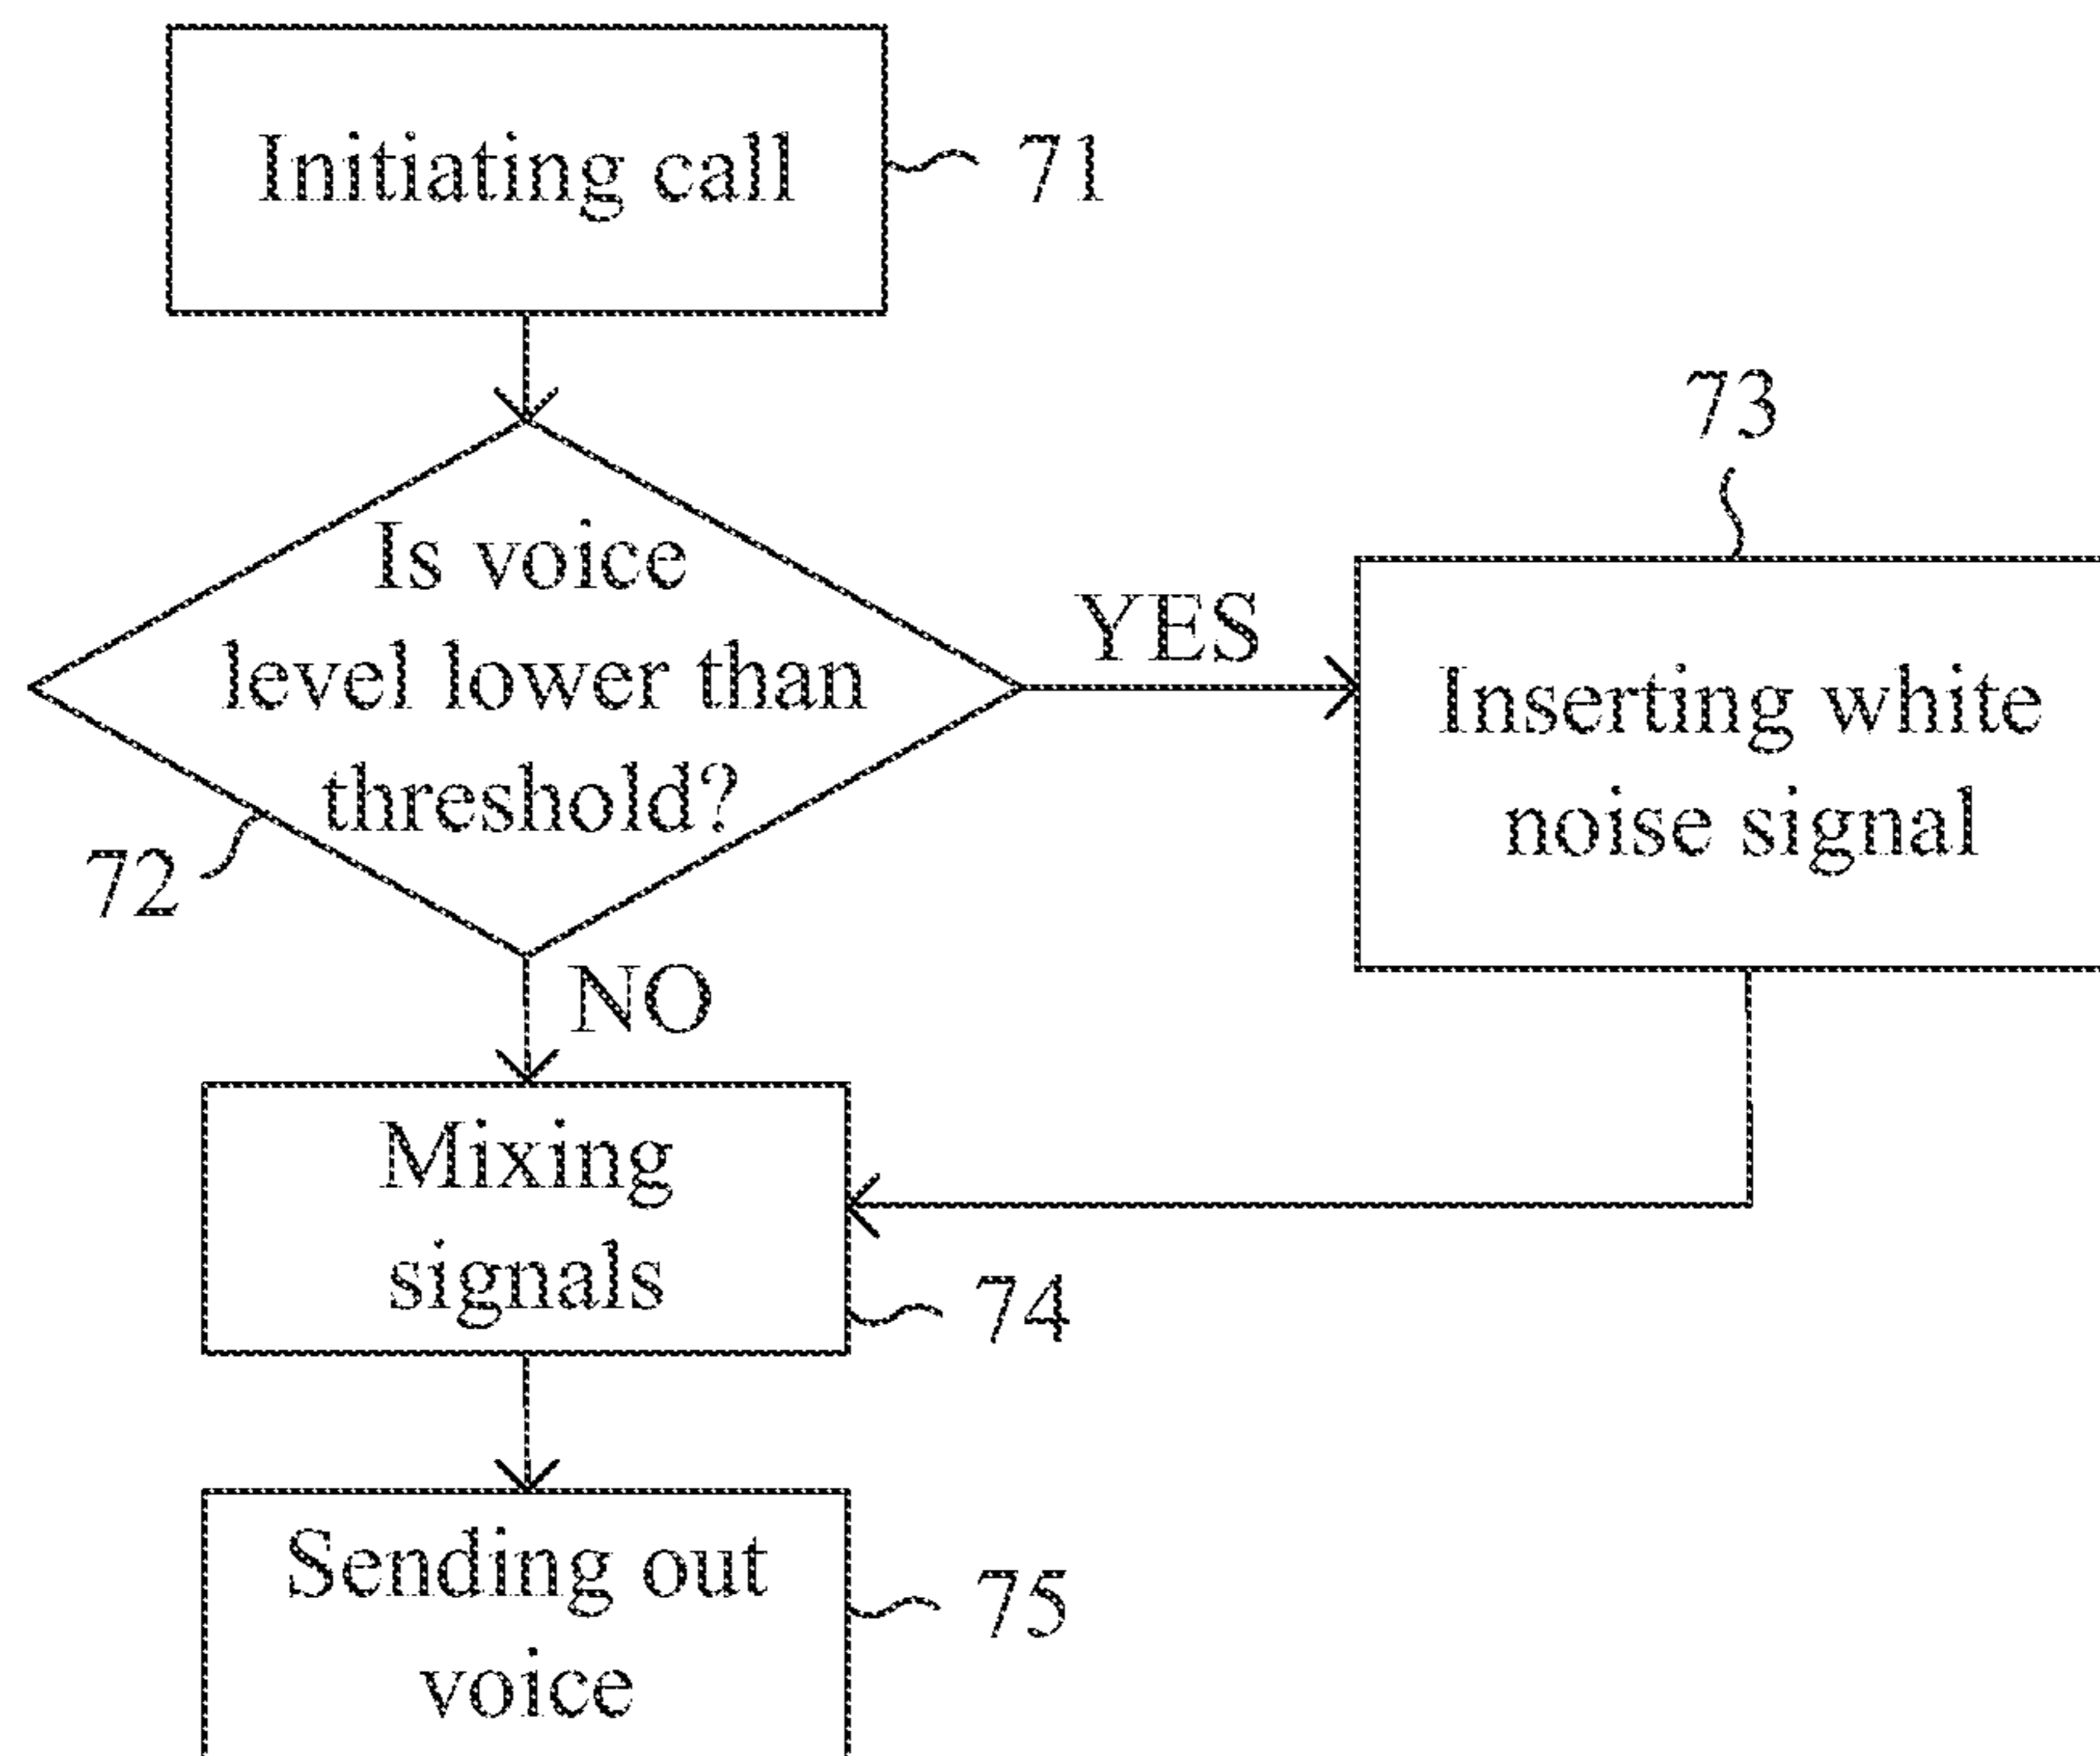 Initiating call
71
Is voice
level lower than
threshold?
72
YES
73
Inserting white
noise signal
NO
Mixing
signals
74
Sending out
voice
75